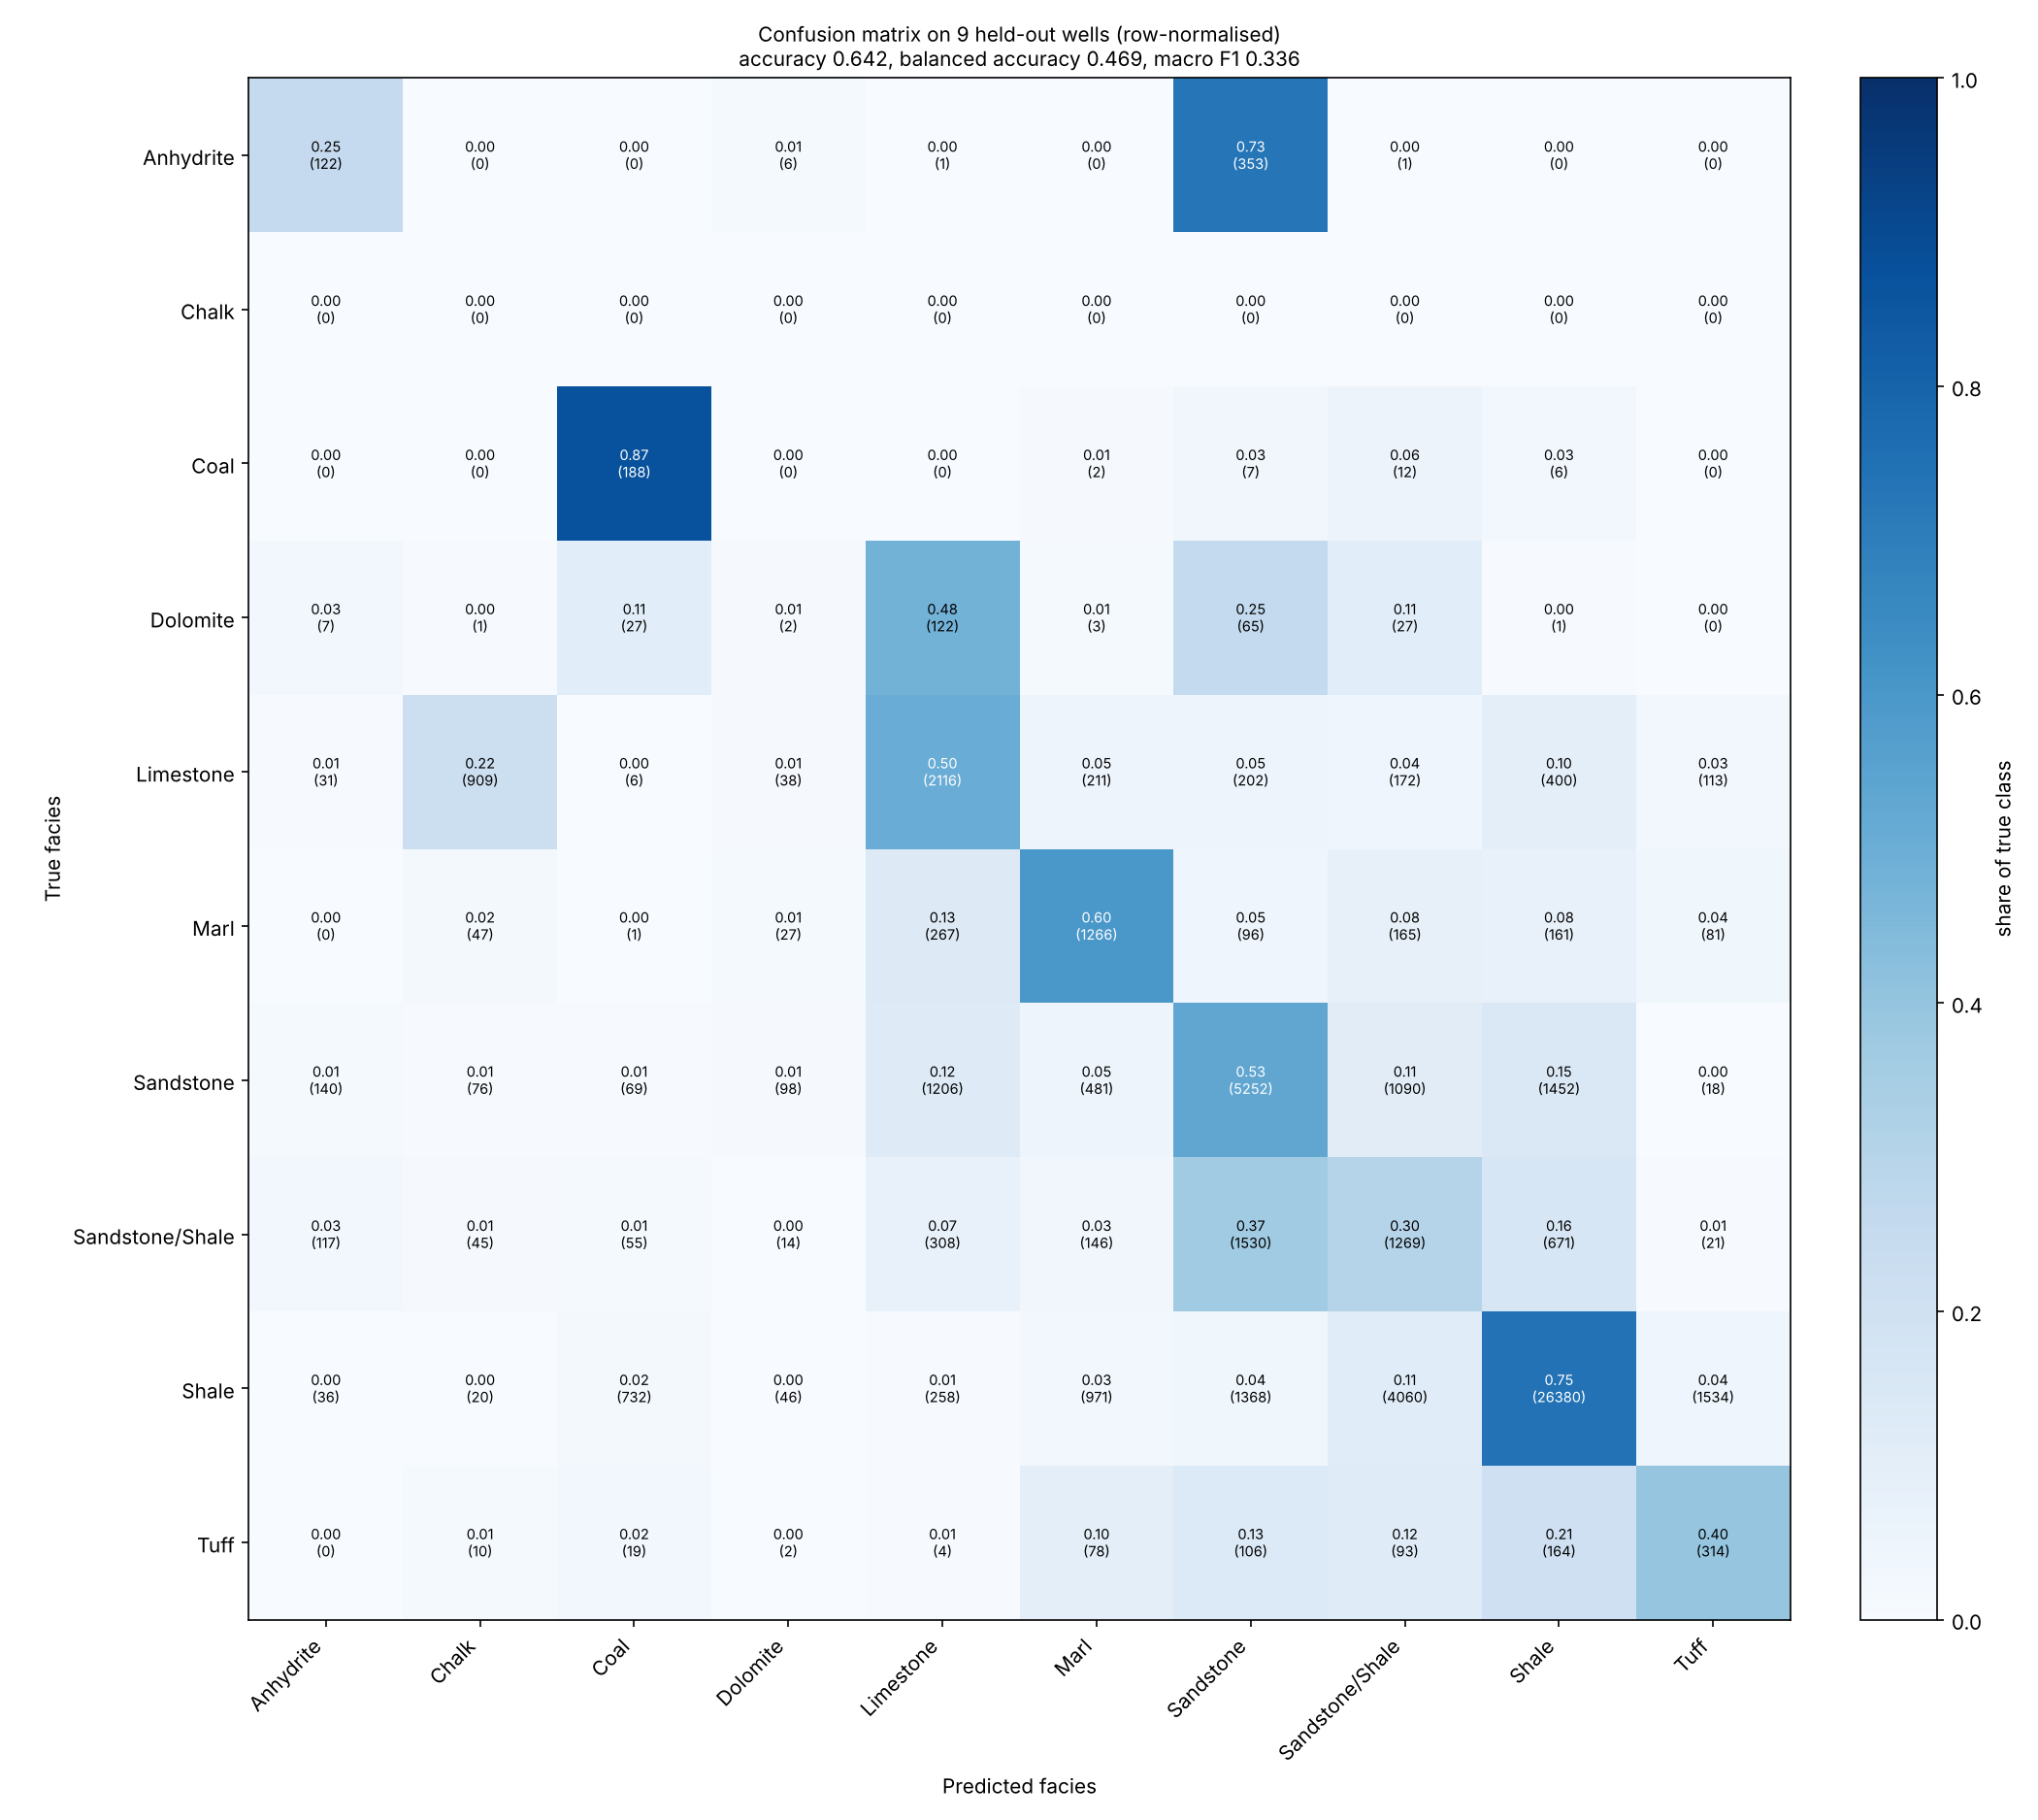 Confusion matrix on 9 held-out wells (row-normalised)
accuracy 0.642, balanced accuracy 0.469, macro F1 0.336
True facies
Anhydrite
0.25 0.00 0.00 0.01 0.00 0.00 0.73 0.00 0.00 0.00
(122) (0) (0) (6) (1) (0) (353) (1) (0) (0)
Chalk
0.00 0.00 0.00 0.00 0.00 0.00 0.00 0.00 0.00 0.00
(0) (0) (0) (0) (0) (0) (0) (0) (0) (0)
Coal
0.00 0.00 0.87 0.00 0.00 0.01 0.03 0.06 0.03 0.00
(0) (0) (188) (0) (0) (2) (7) (12) (6) (0)
Dolomite
0.03 0.00 0.11 0.01 0.48 0.01 0.25 0.11 0.00 0.00
(7) (1) (27) (2) (122) (3) (65) (27) (1) (0)
Limestone
0.01 0.22 0.00 0.01 0.50 0.05 0.05 0.04 0.10 0.03
(31) (909) (6) (38) (2116) (211) (202) (172) (400) (113)
Marl
0.00 0.02 0.00 0.01 0.13 0.60 0.05 0.08 0.08 0.04
(0) (47) (1) (27) (267) (1266) (96) (165) (161) (81)
Sandstone
0.01 0.01 0.01 0.01 0.12 0.05 0.53 0.11 0.15 0.00
(140) (76) (69) (98) (1206) (481) (5252) (1090) (1452) (18)
Sandstone/Shale
0.03 0.01 0.01 0.00 0.07 0.03 0.37 0.30 0.16 0.01
(117) (45) (55) (14) (308) (146) (1530) (1269) (671) (21)
Shale
0.00 0.00 0.02 0.00 0.01 0.03 0.04 0.11 0.75 0.04
(36) (20) (732) (46) (258) (971) (1368) (4060) (26380) (1534)
Tuff
0.00 0.01 0.02 0.00 0.01 0.10 0.13 0.12 0.21 0.40
(0) (10) (19) (2) (4) (78) (106) (93) (164) (314)
Anhydrite
Chalk
Coal
Dolomite
Limestone
Marl
Sandstone
Sandstone/Shale
Shale
Tuff
Predicted facies
1.0
0.8
0.6
0.4
0.2
0.0
share of true class